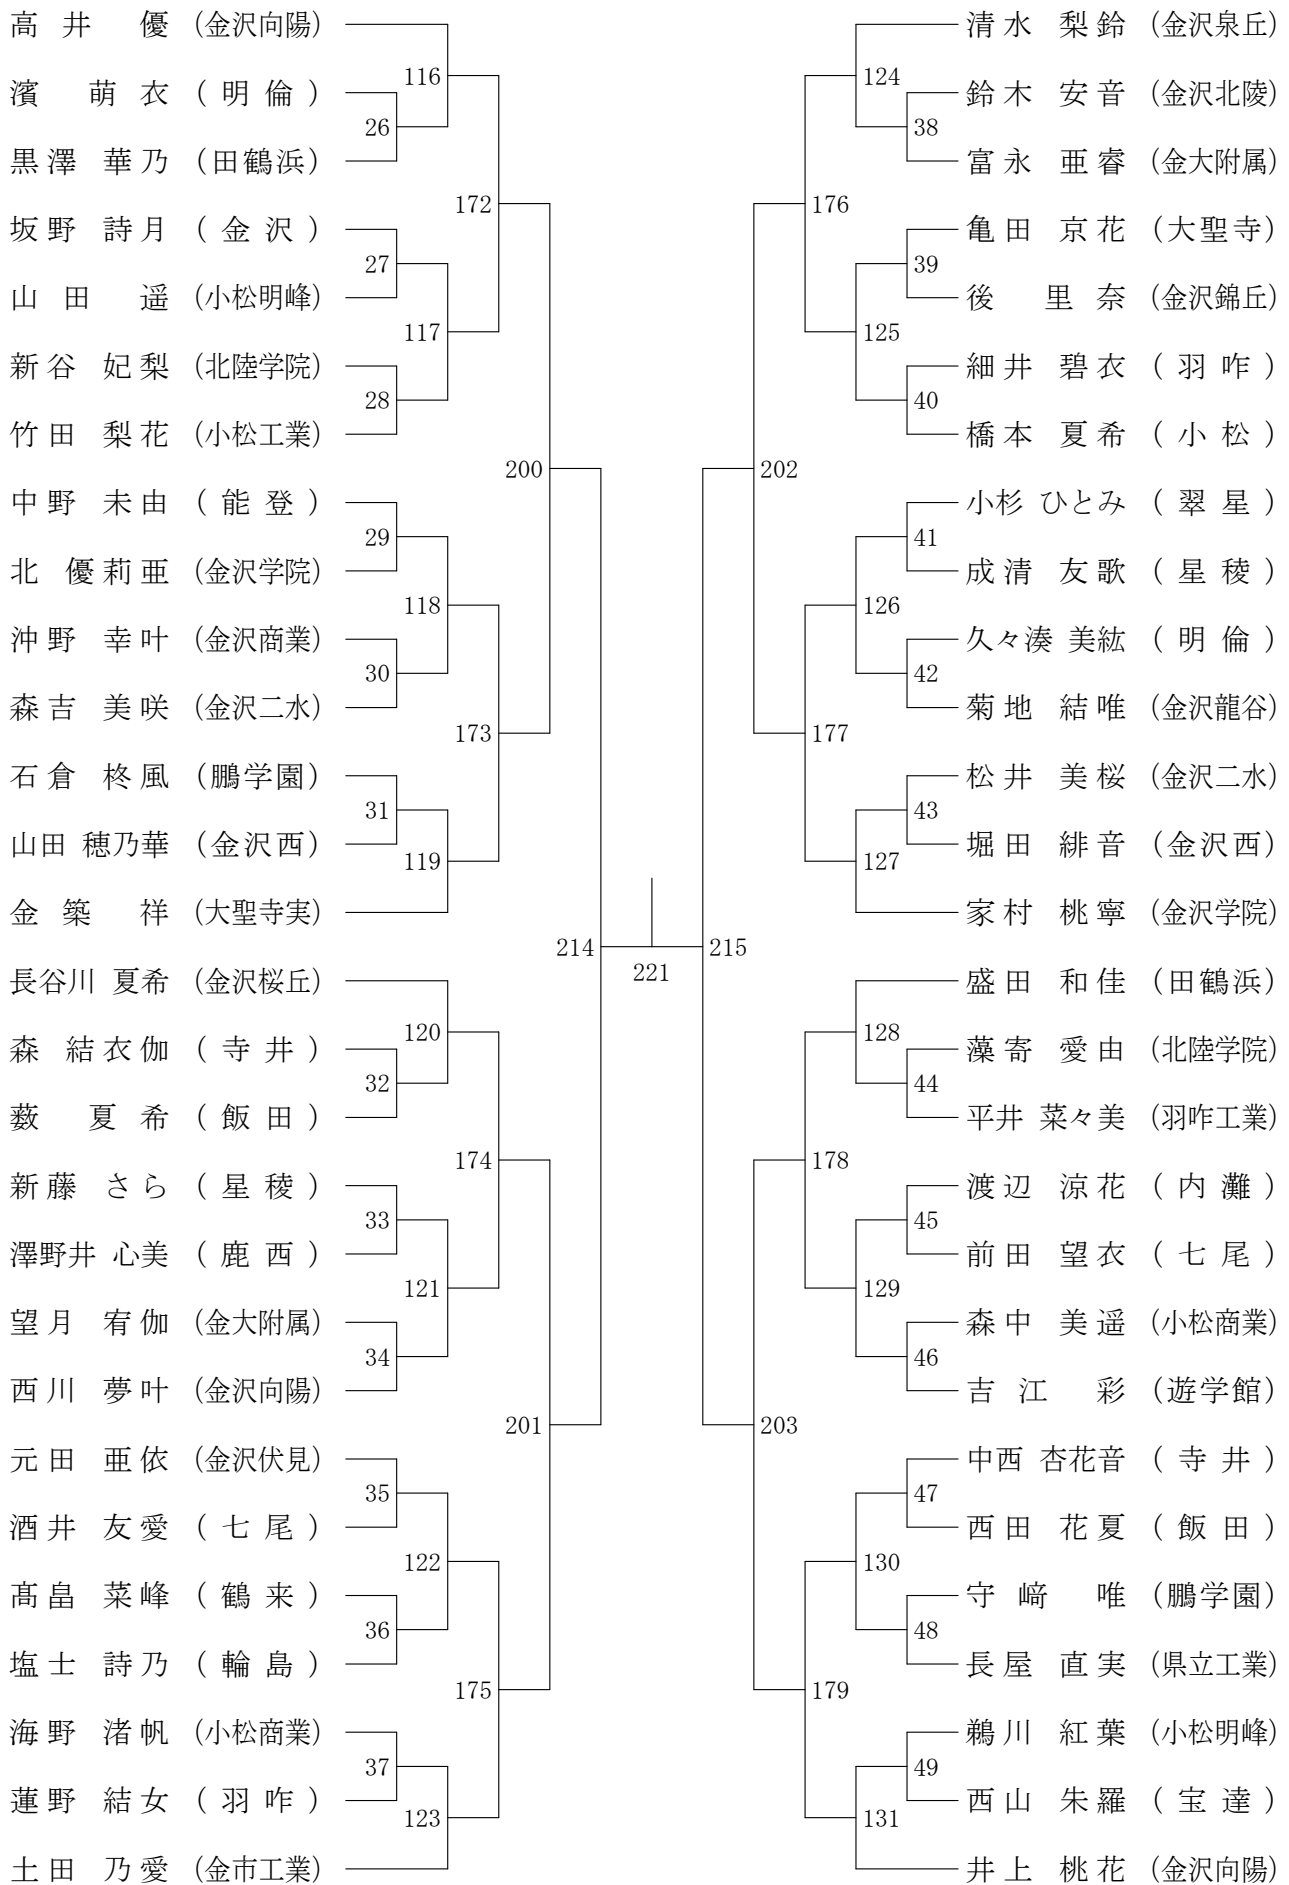 高井 優 (金沢向陽)
116
濱 萌衣 (明倫)
26
黒澤 華乃 (田鶴浜)
172
坂野 詩月 (金沢)
27
山田 遥 (小松明峰)
117
新谷 妃梨 (北陸学院)
28
竹田 梨花 (小松工業)
200
中野 未由 (能登)
29
北 優莉亜 (金沢学院)
118
沖野 幸叶 (金沢商業)
30
森吉 美咲 (金沢二水)
173
石倉 柊風 (鵬学園)
31
山田 穂乃華 (金沢西)
119
金築 祥 (大聖寺実)
214
長谷川 夏希 (金沢桜丘)
120
森 結衣伽 (寺井)
32
薮 夏希 (飯田)
174
新藤 さら (星稜)
33
澤野井 心美 (鹿西)
121
望月 宥伽 (金大附属)
34
西川 夢叶 (金沢向陽)
201
元田 亜依 (金沢伏見)
35
酒井 友愛 (七尾)
122
髙畠 菜峰 (鶴来)
36
塩士 詩乃 (輪島)
175
海野 渚帆 (小松商業)
37
蓮野 結女 (羽咋)
123
土田 乃愛 (金市工業)
221
清水 梨鈴 (金沢泉丘)
124
鈴木 安音 (金沢北陵)
38
富永 亜睿 (金大附属)
176
亀田 京花 (大聖寺)
39
後 里奈 (金沢錦丘)
125
細井 碧衣 (羽咋)
40
橋本 夏希 (小松)
202
小杉 ひとみ (翠星)
41
成清 友歌 (星稜)
126
久々湊 美紘 (明倫)
42
菊地 結唯 (金沢龍谷)
177
松井 美桜 (金沢二水)
43
堀田 緋音 (金沢西)
127
家村 桃寧 (金沢学院)
215
盛田 和佳 (田鶴浜)
128
藻寄 愛由 (北陸学院)
44
平井 菜々美 (羽咋工業)
178
渡辺 涼花 (内灘)
45
前田 望衣 (七尾)
129
森中 美遥 (小松商業)
46
吉江 彩 (遊学館)
203
中西 杏花音 (寺井)
47
西田 花夏 (飯田)
130
守﨑 唯 (鵬学園)
48
長屋 直実 (県立工業)
179
鵜川 紅葉 (小松明峰)
49
西山 朱羅 (宝達)
131
井上 桃花 (金沢向陽)